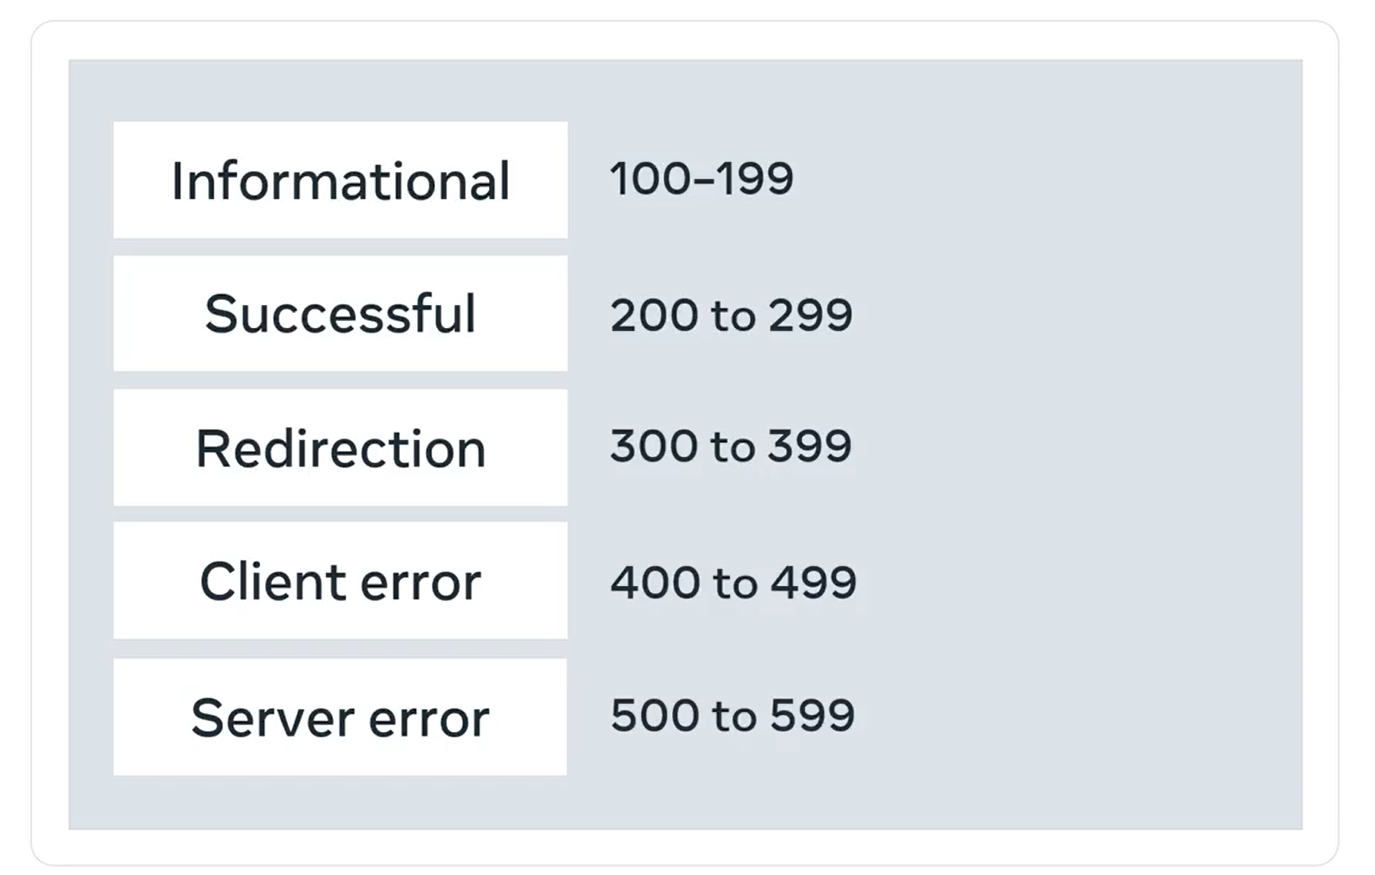 Informational 100–199
Successful 200 to 299
Redirection 300 to 399
Client error 400 to 499
Server error 500 to 599